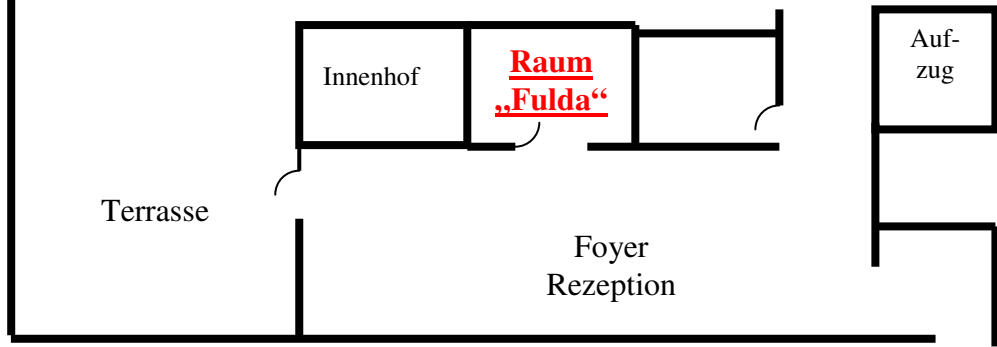 Innenhof
Raum
„Fulda“
Auf-
zug
Terrasse
Foyer
Rezeption